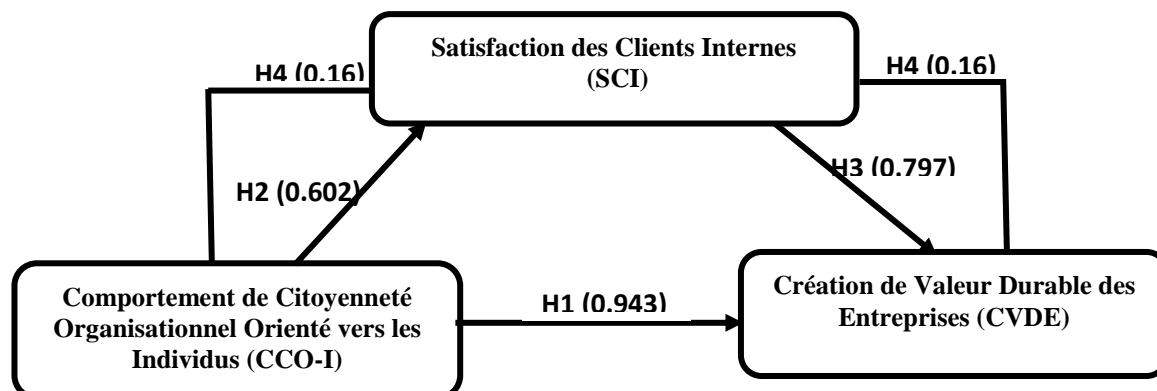 Satisfaction des Clients Internes
(SCI)
H4 (0.16)
H4 (0.16)
H2 (0.602)
H3 (0.797)
Comportement de Citoyenneté
Organisationnel Orienté vers les
Individus (CCO-I)
H1 (0.943)
Création de Valeur Durable des
Entreprises (CVDE)